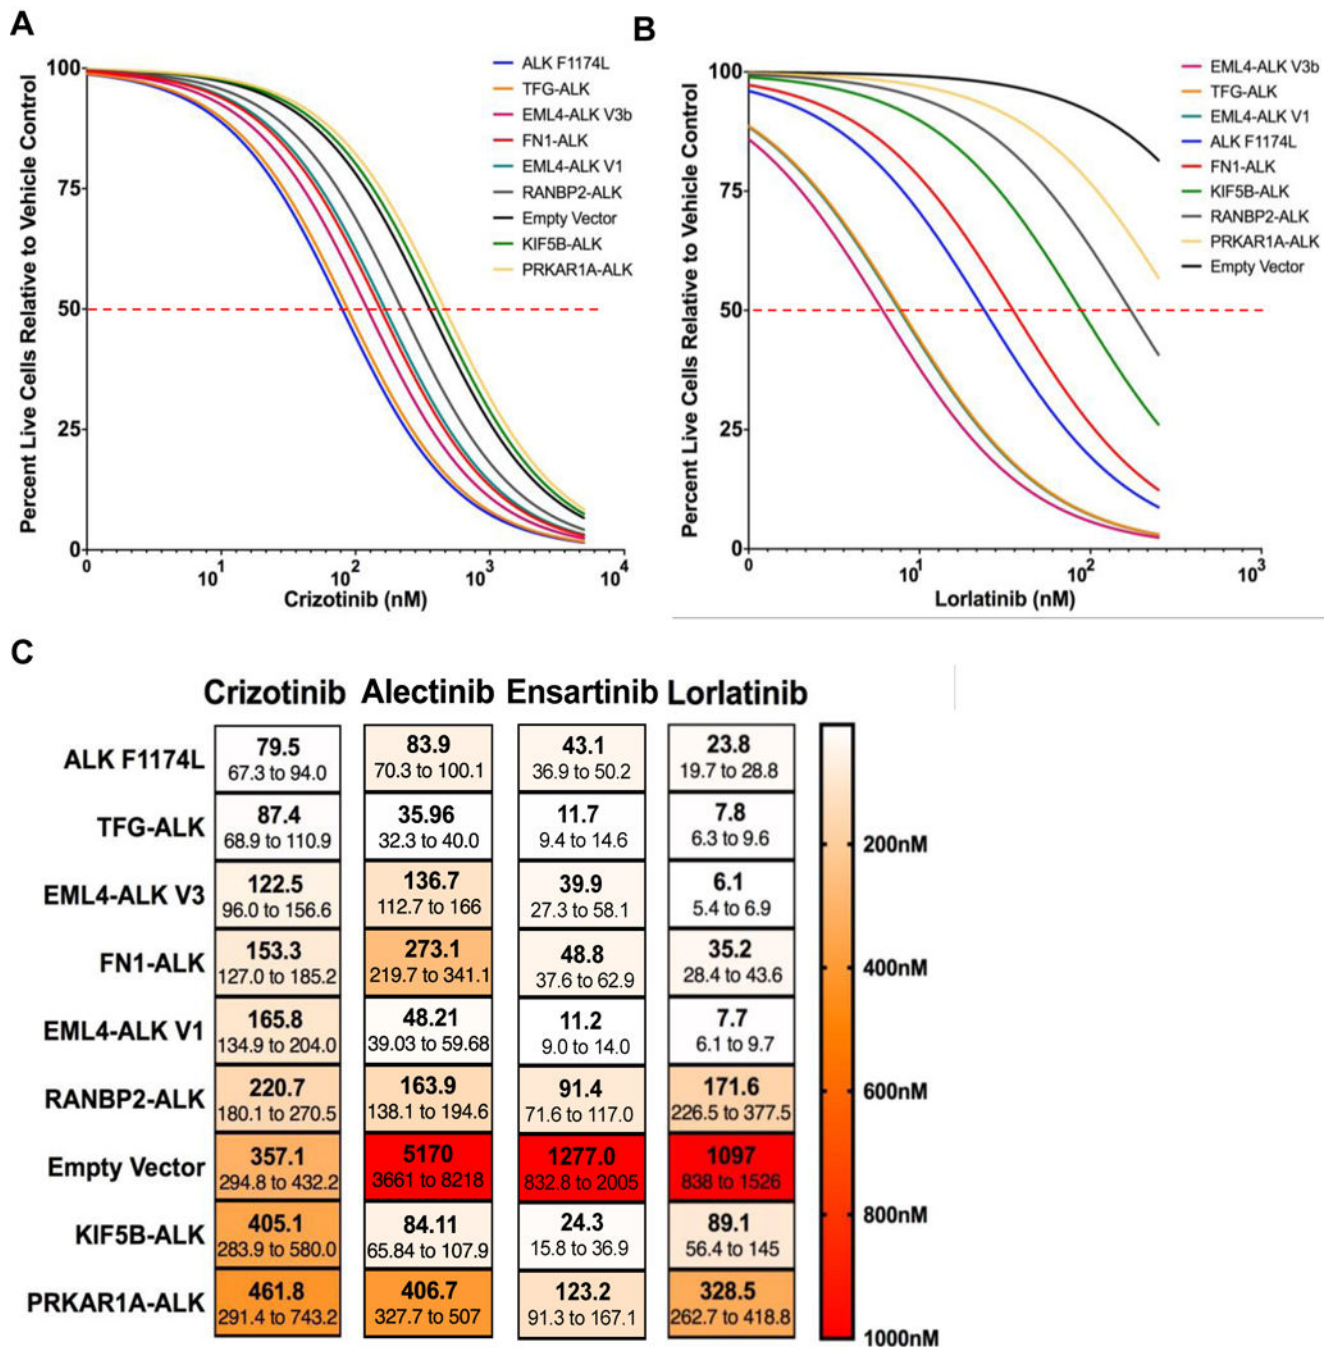 A
Percent Live Cells Relative to Vehicle Control
100
75
50
25
0
0
10^1
10^2
10^3
10^4
Crizotinib (nM)
ALK F1174L
TFG-ALK
EML4-ALK V3b
FN1-ALK
EML4-ALK V1
RANBP2-ALK
Empty Vector
KIF5B-ALK
PRKAR1A-ALK
B
Percent Live Cells Relative to Vehicle Control
100
75
50
25
0
0
10^1
10^2
10^3
Lorlatinib (nM)
EML4-ALK V3b
TFG-ALK
EML4-ALK V1
ALK F1174L
FN1-ALK
KIF5B-ALK
RANBP2-ALK
PRKAR1A-ALK
Empty Vector
C
Crizotinib Alectinib Ensartinib Lorlatinib
ALK F1174L 79.5 83.9 43.1 23.8
67.3 to 94.0 70.3 to 100.1 36.9 to 50.2 19.7 to 28.8
TFG-ALK 87.4 35.96 11.7 7.8
68.9 to 110.9 32.3 to 40.0 9.4 to 14.6 6.3 to 9.6
EML4-ALK V3 122.5 136.7 39.9 6.1
96.0 to 156.6 112.7 to 166 27.3 to 58.1 5.4 to 6.9
FN1-ALK 153.3 273.1 48.8 35.2
127.0 to 185.2 219.7 to 341.1 37.6 to 62.9 28.4 to 43.6
EML4-ALK V1 165.8 48.21 11.2 7.7
134.9 to 204.0 39.03 to 59.68 9.0 to 14.0 6.1 to 9.7
RANBP2-ALK 220.7 163.9 91.4 171.6
180.1 to 270.5 138.1 to 194.6 71.6 to 117.0 226.5 to 377.5
Empty Vector 357.1 5170 1277.0 1097
294.8 to 432.2 3661 to 8218 832.8 to 2005 838 to 1526
KIF5B-ALK 405.1 84.11 24.3 89.1
283.9 to 580.0 65.84 to 107.9 15.8 to 36.9 56.4 to 145
PRKAR1A-ALK 461.8 406.7 123.2 328.5
291.4 to 743.2 327.7 to 507 91.3 to 167.1 262.7 to 418.8
200nM
400nM
600nM
800nM
1000nM